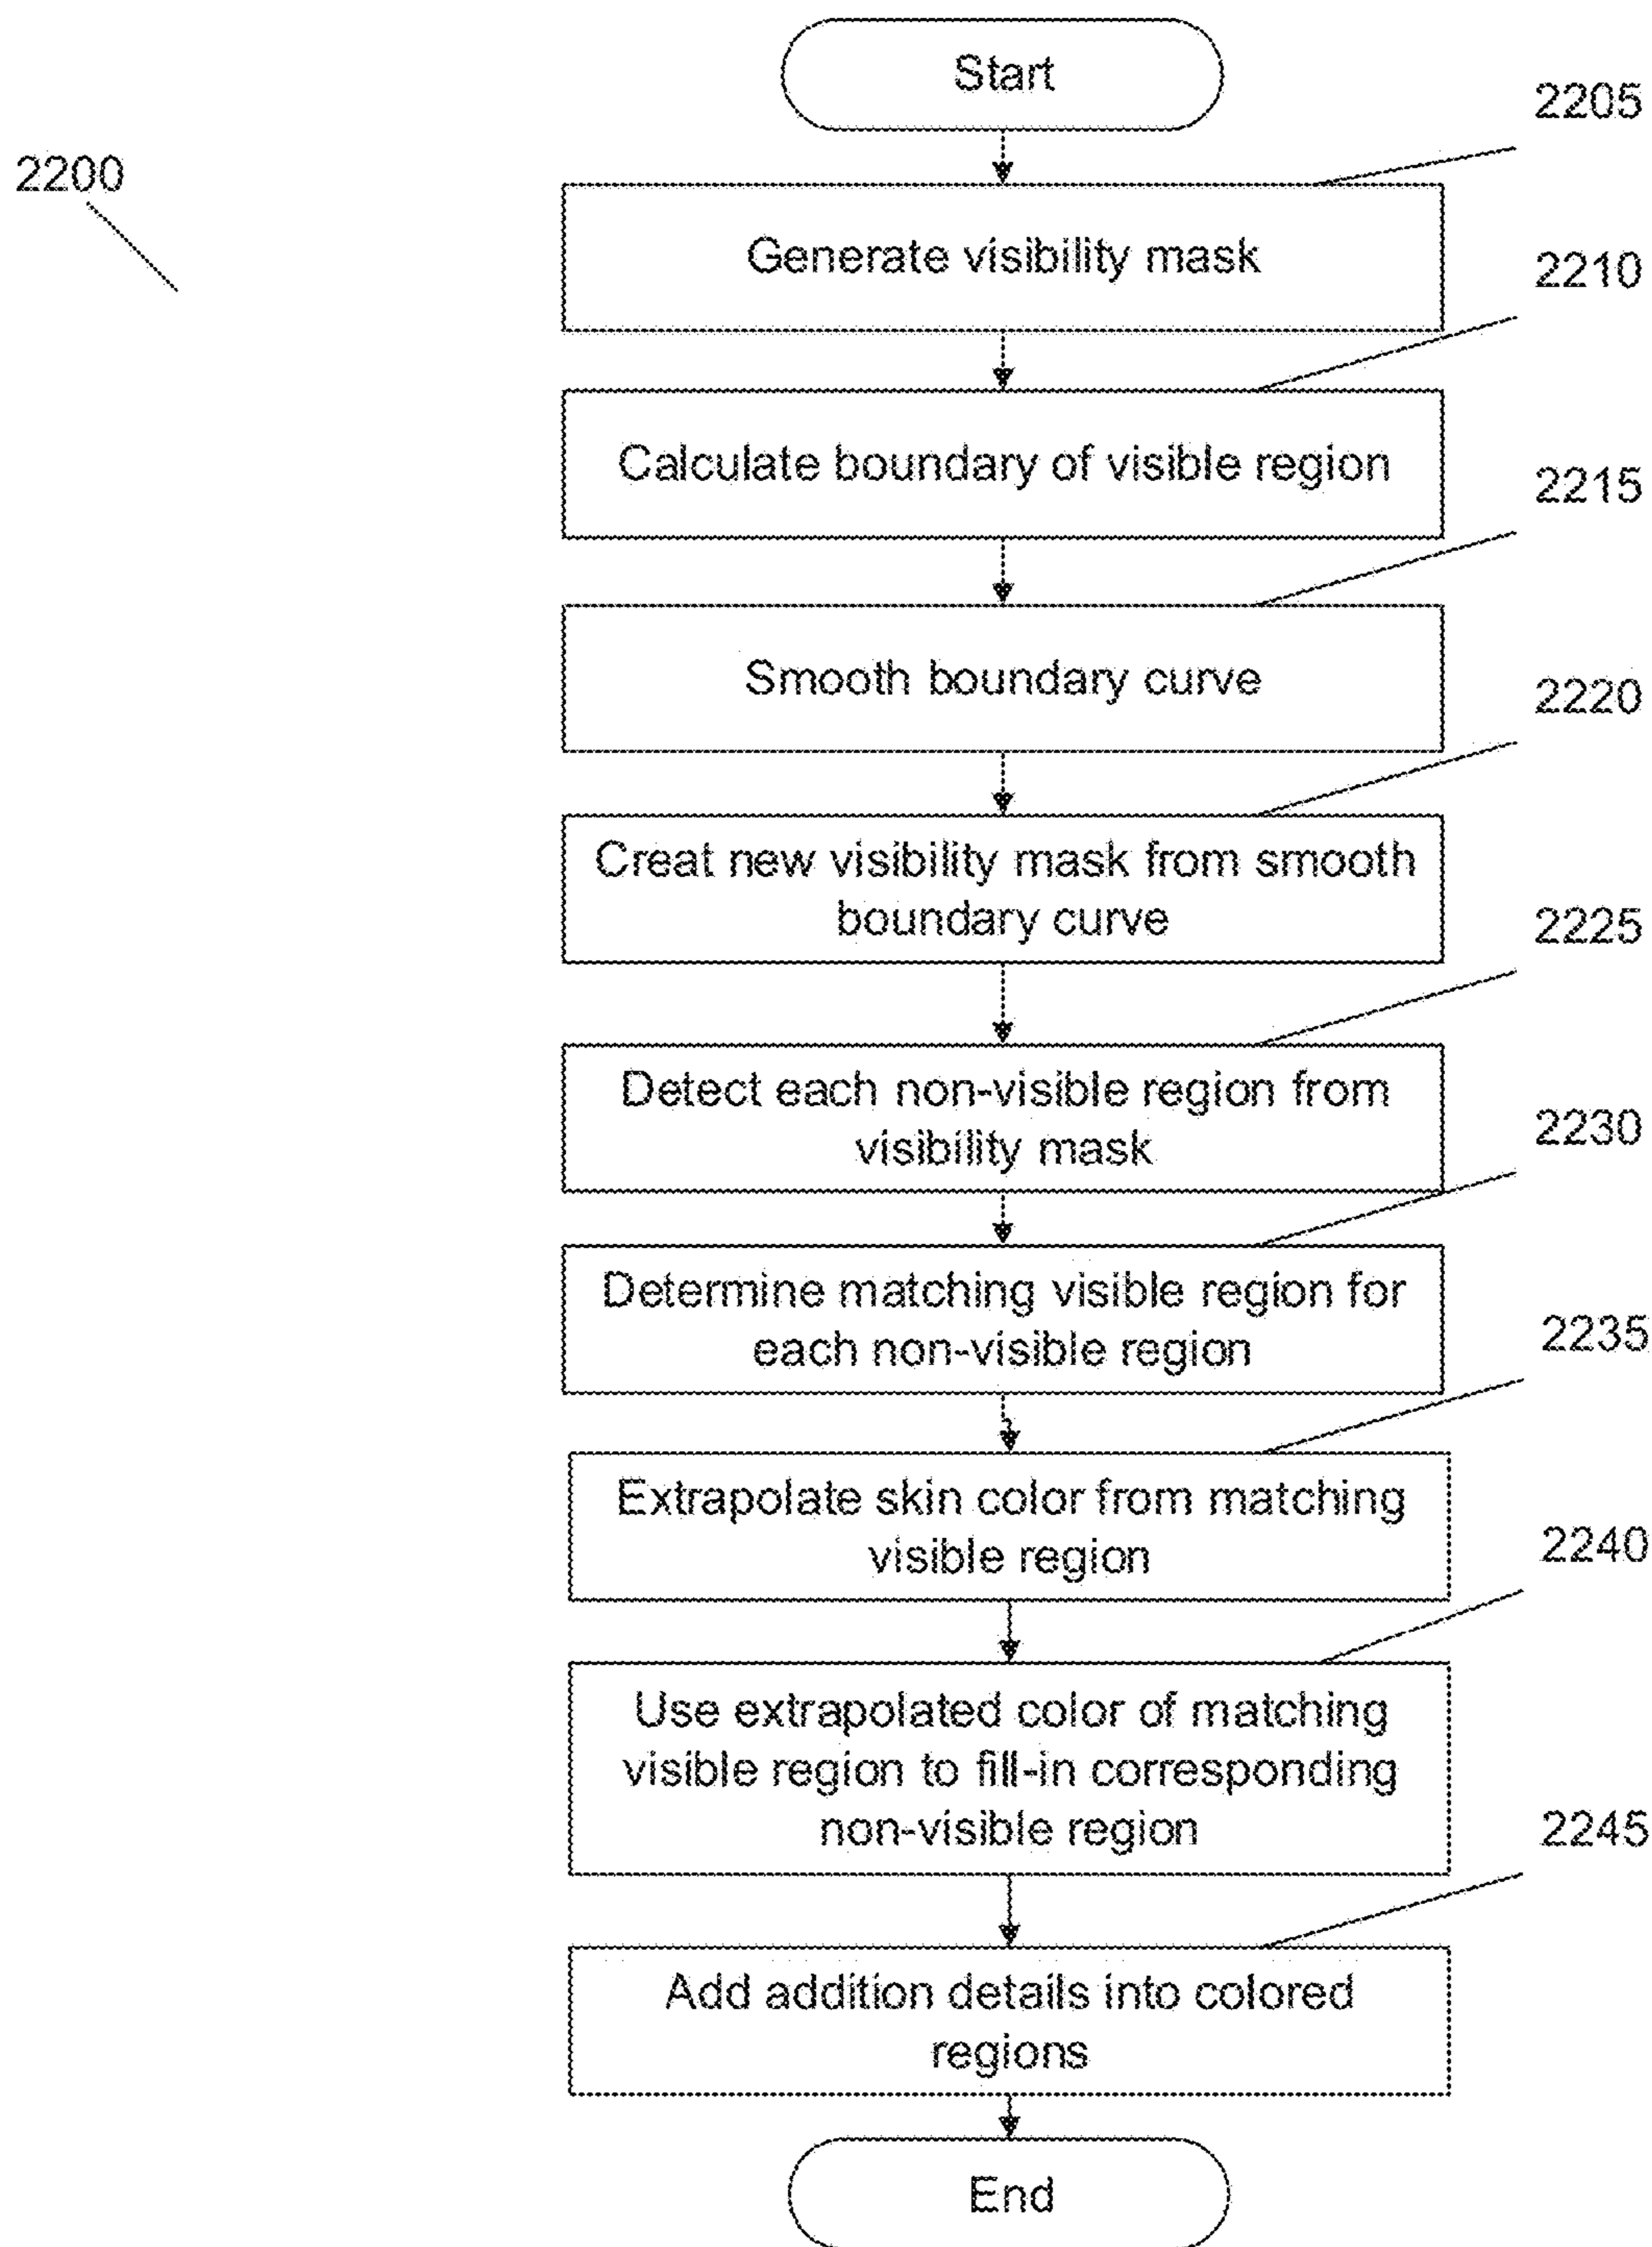 Start
2200
2205
Generate visibility mask
2210
Calculate boundary of visible region
2215
Smooth boundary curve
2220
Creat new visibility mask from smooth
boundary curve
2225
Detect each non-visible region from
visibility mask
2230
Determine matching visible region for
each non-visible region
2235
Extrapolate skin color from matching
visible region
2240
Use extrapolated color of matching
visible region to fill-in corresponding
non-visible region
2245
Add addition details into colored
regions
End